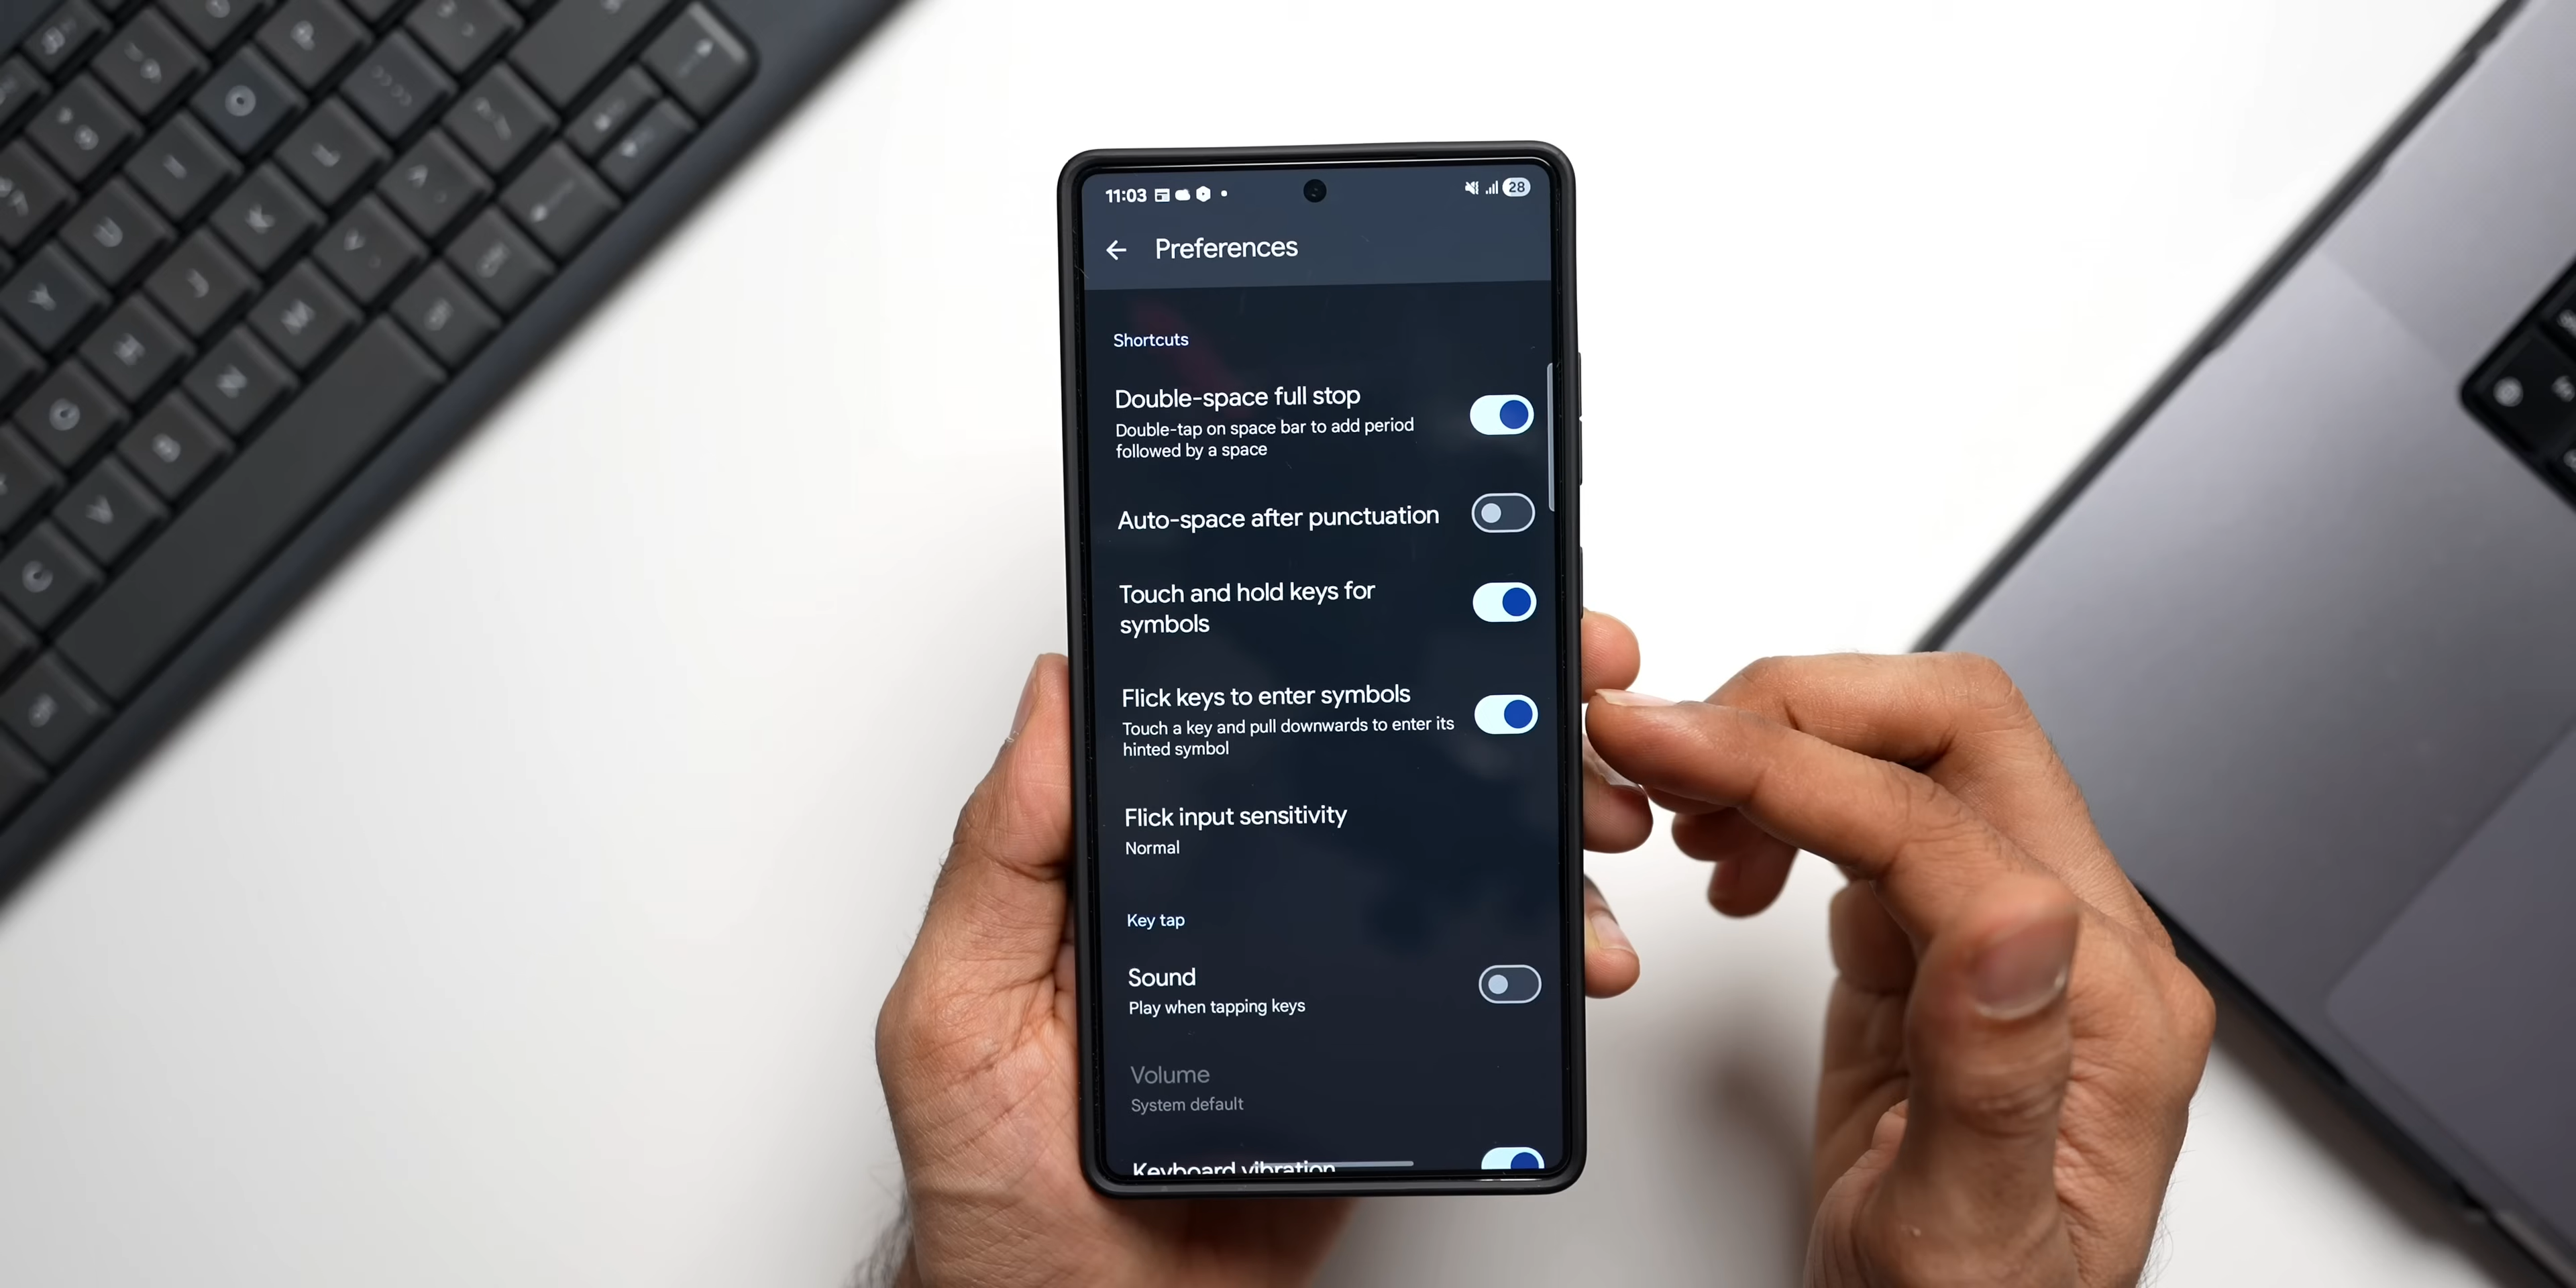 11:03
28
Preferences
Shortcuts
Double-space full stop
Double-tap on space bar to add period
followed by a space
Auto-space after punctuation
Touch and hold keys for
symbols
Flick keys to enter symbols
Touch a key and pull downwards to enter its
hinted symbol
Flick input sensitivity
Normal
Key tap
Sound
Play when tapping keys
Volume
System default
Keyboard vibration